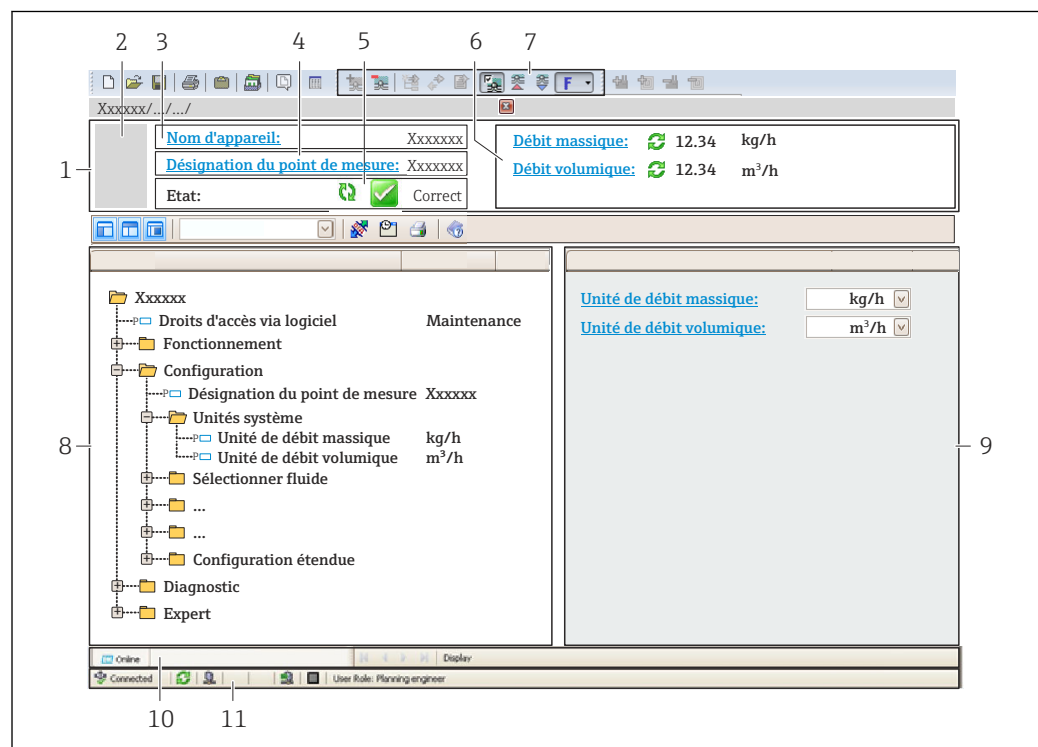 2 3 4 5 6 7
F
Xxxxxx/.../.../
1
Nom d'appareil: Xxxxxxx
Désignation du point de mesure: Xxxxxxx
Etat: Correct
Débit massique: 12.34 kg/h
Débit volumique: 12.34 m³/h
8
Xxxxxx
P Droits d'accès via logiciel Maintenance
Fonctionnement
Configuration
P Désignation du point de mesure Xxxxxx
Unités système
P Unité de débit massique kg/h
P Unité de débit volumique m³/h
Sélectionner fluide
...
...
Configuration étendue
Diagnostic
Expert
Unité de débit massique: kg/h
Unité de débit volumique: m³/h
9
Online Display
Connected User Role: Planning engineer
10 11